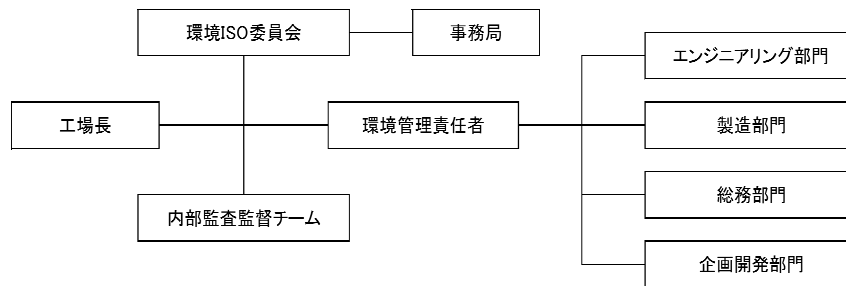 環境ISO委員会
事務局
エンジニアリング部門
工場長
環境管理責任者
製造部門
総務部門
内部監査監督チーム
企画開発部門